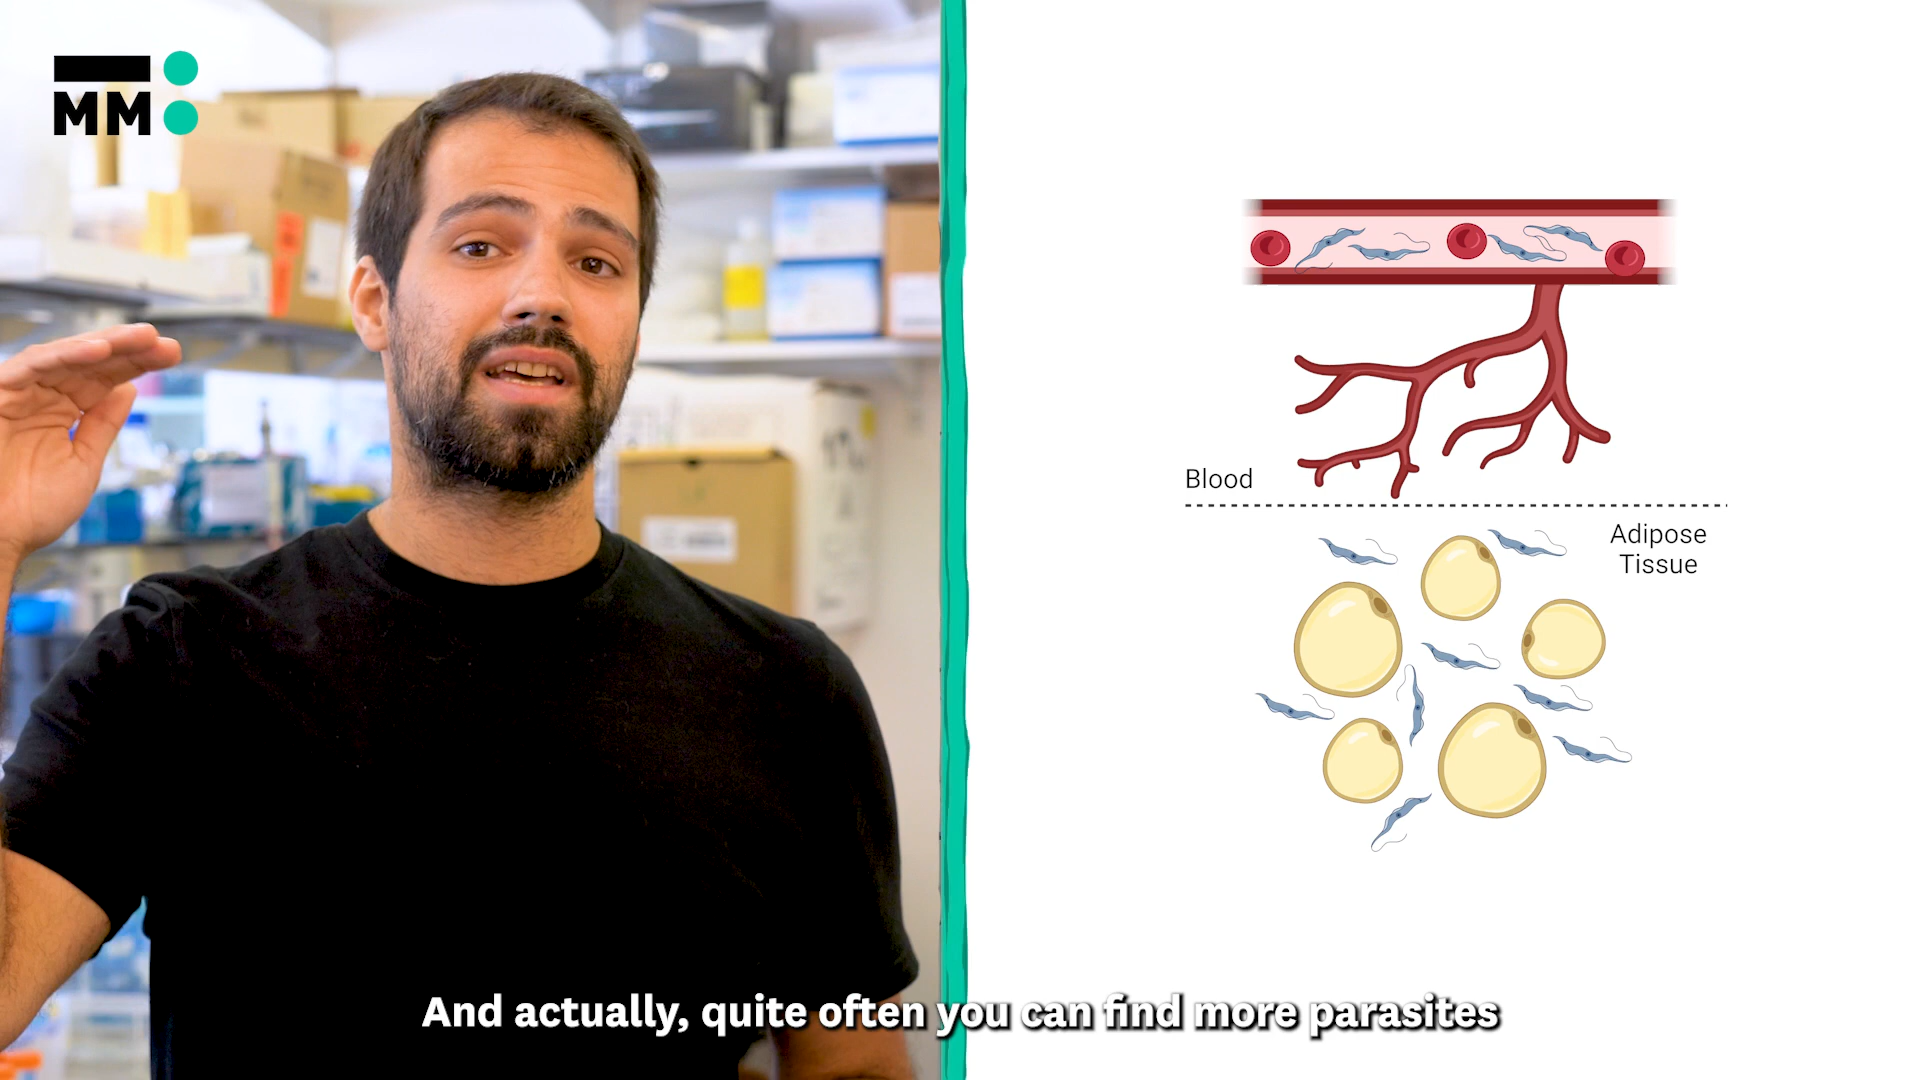 MM
Blood
Adipose
Tissue
And actually, quite often you can find more parasites